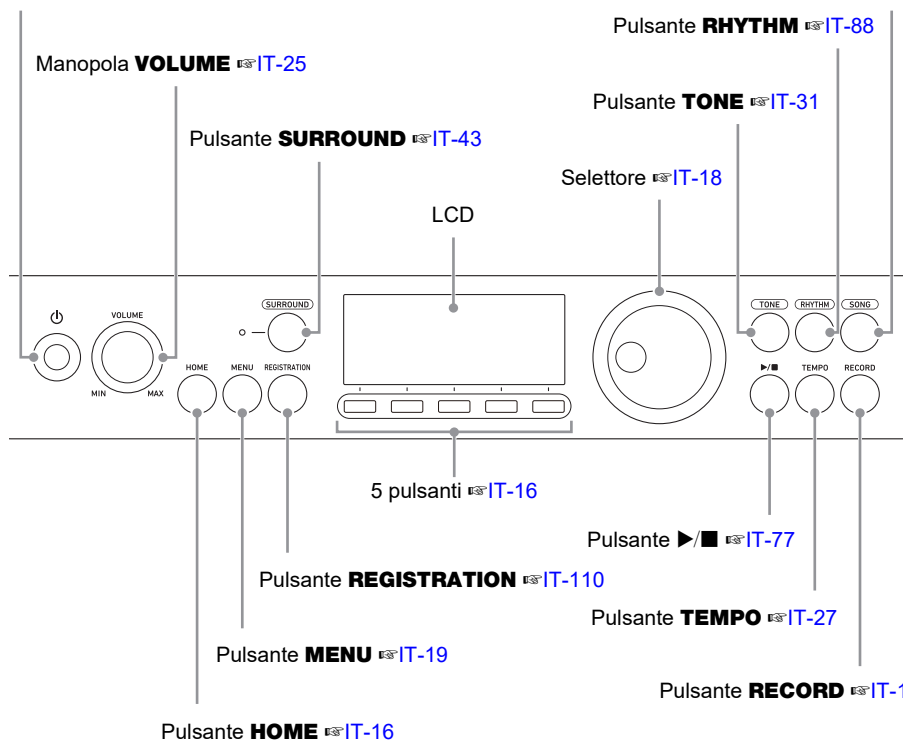 Pulsante RHYTHM ☞IT-88
Manopola VOLUME ☞IT-25
Pulsante TONE ☞IT-31
Pulsante SURROUND ☞IT-43
Selettore ☞IT-18
LCD
SURROUND
TONE
RHYTHM
SONG
VOLUME
MIN
MAX
HOME
MENU
REGISTRATION
▶/■
TEMPO
RECORD
5 pulsanti ☞IT-16
Pulsante ▶/■ ☞IT-77
Pulsante REGISTRATION ☞IT-110
Pulsante TEMPO ☞IT-27
Pulsante MENU ☞IT-19
Pulsante RECORD
Pulsante HOME ☞IT-16